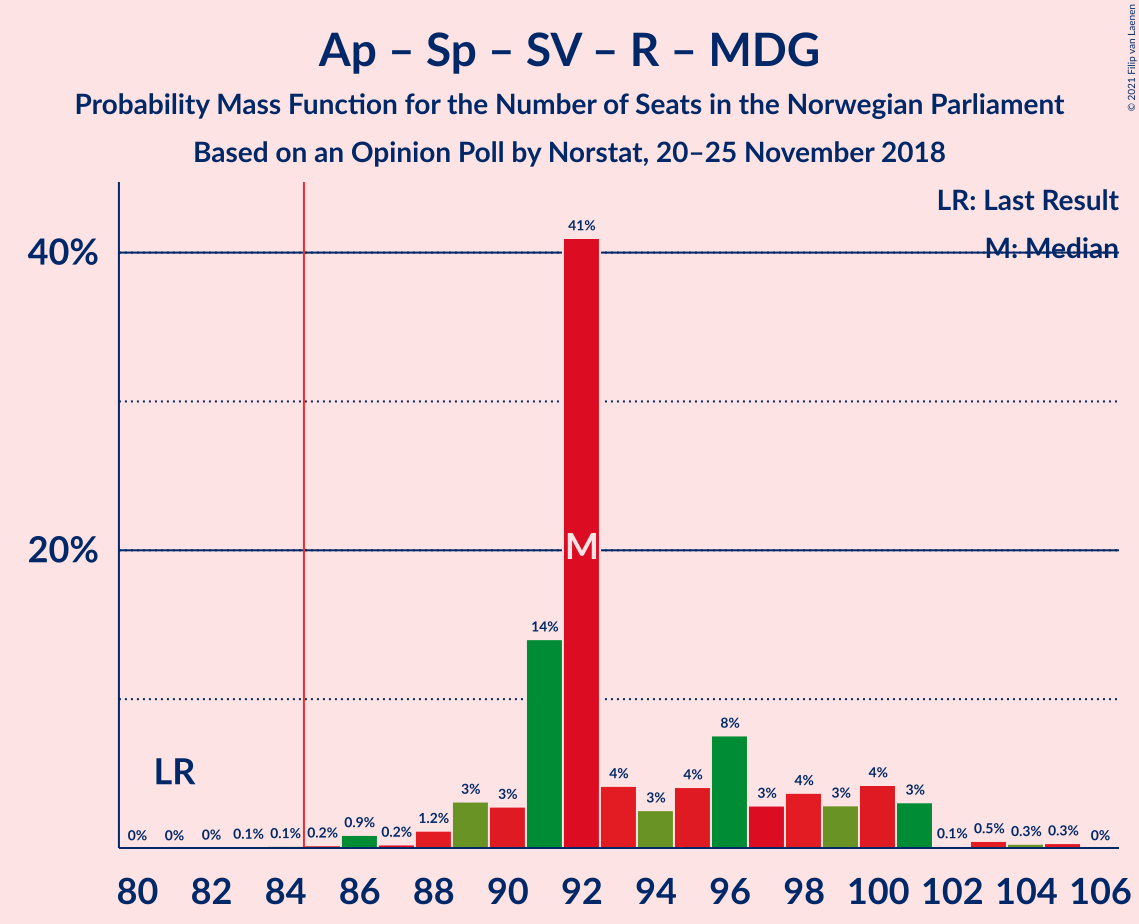 Ap – Sp – SV – R – MDG
Probability Mass Function for the Number of Seats in the Norwegian Parliament
Based on an Opinion Poll by Norstat, 20–25 November 2018
© 2021 Filip van Laenen
LR: Last Result
M: Median
40%
20%
LR
M
0% 0% 0% 0.1% 0.1% 0.2% 0.9% 0.2% 1.2% 3% 3% 14% 41% 4% 3% 4% 8% 3% 4% 3% 4% 3% 0.1% 0.5% 0.3% 0.3% 0%
80 82 84 86 88 90 92 94 96 98 100 102 104 106